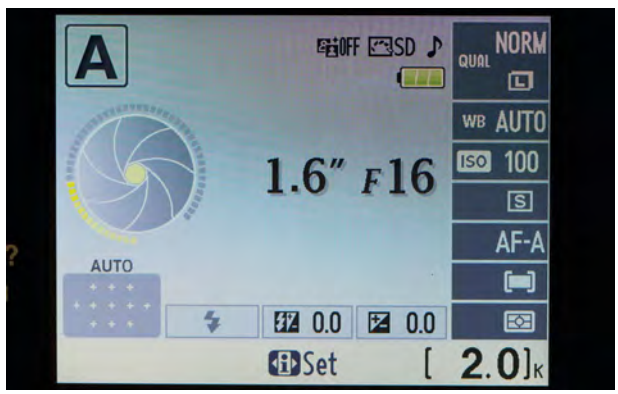 A
OFF SD
QUAL NORM
L
WB AUTO
ISO 100
1.6" F16
S
AF-A
AUTO
0.0 0.0
i Set [2.0]K
?